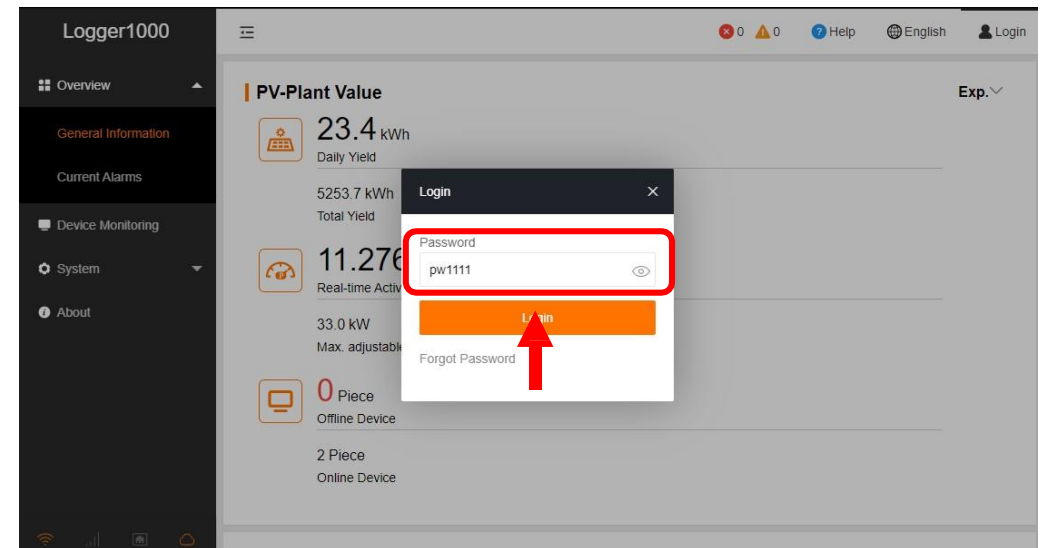 Logger1000
0 0 Help English Login
Overview
General Information
Current Alarms
Device Monitoring
System
About
PV-Plant Value Exp.
23.4 kWh
Daily Yield
5253.7 kWh
Total Yield
11.276
Real-time Activ
33.0 kW
Max. adjustable
0 Piece
Offline Device
2 Piece
Online Device
Login
Password
pw1111
Login
Forgot Password